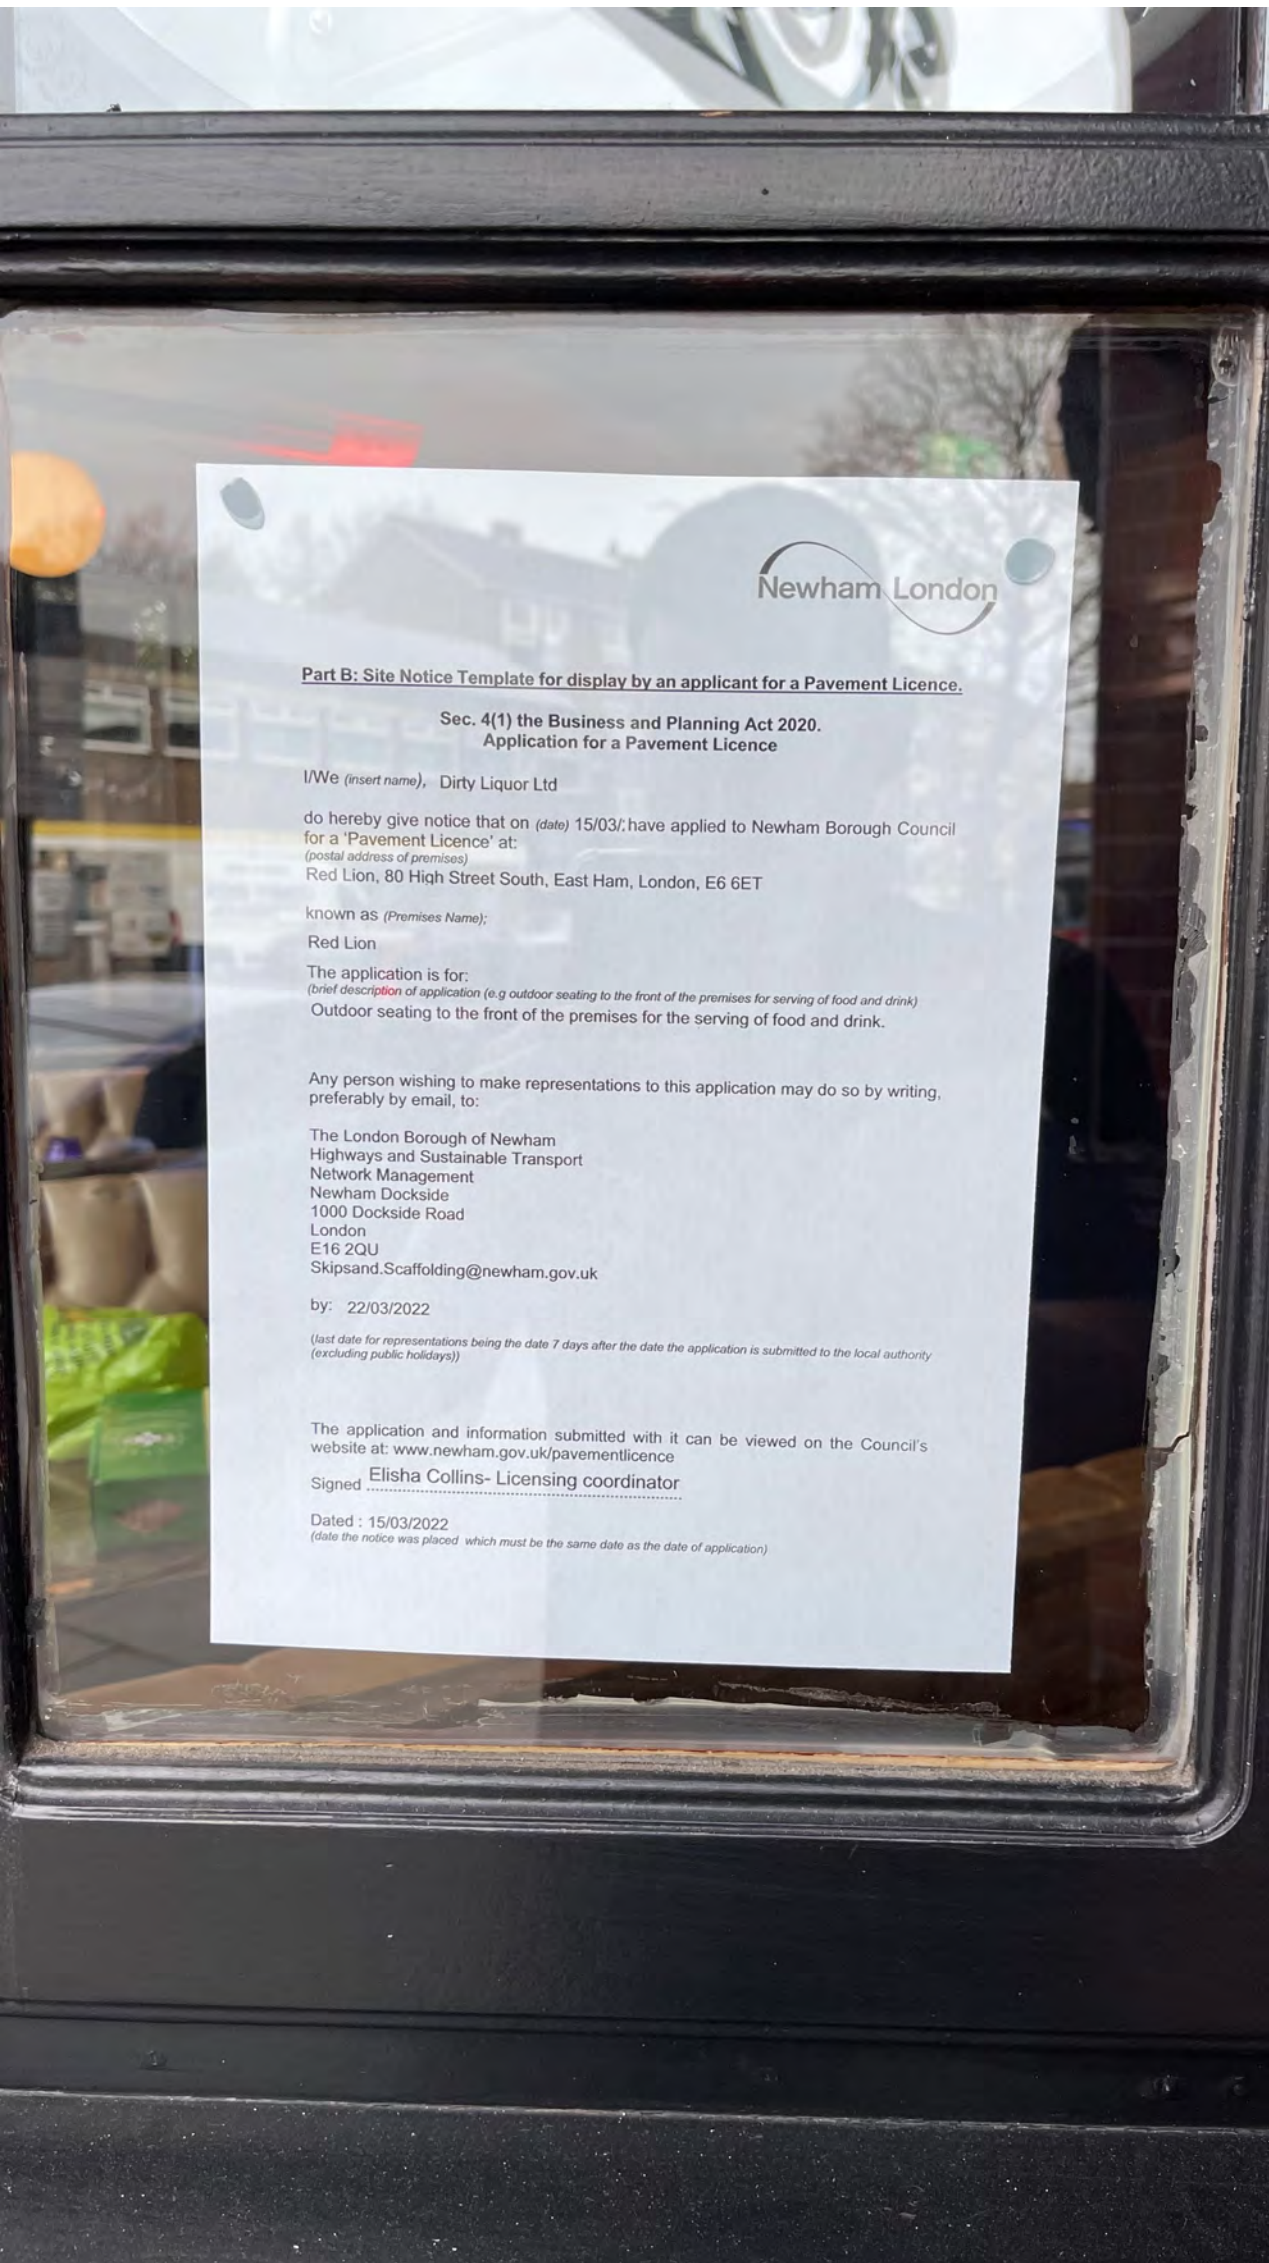 Newham London
Part B: Site Notice Template for display by an applicant for a Pavement Licence.
Sec. 4(1) the Business and Planning Act 2020.
Application for a Pavement Licence
I/We (insert name), Dirty Liquor Ltd
do hereby give notice that on (date) 15/03/: have applied to Newham Borough Council
for a 'Pavement Licence' at:
(postal address of premises)
Red Lion, 80 High Street South, East Ham, London, E6 6ET
known as (Premises Name);
Red Lion
The application is for:
(brief description of application (e.g outdoor seating to the front of the premises for serving of food and drink)
Outdoor seating to the front of the premises for the serving of food and drink.
Any person wishing to make representations to this application may do so by writing,
preferably by email, to:
The London Borough of Newham
Highways and Sustainable Transport
Network Management
Newham Dockside
1000 Dockside Road
London
E16 2QU
Skipsand.Scaffolding@newham.gov.uk
by: 22/03/2022
(last date for representations being the date 7 days after the date the application is submitted to the local authority
(excluding public holidays))
The application and information submitted with it can be viewed on the Council's
website at: www.newham.gov.uk/pavementlicence
Signed Elisha Collins- Licensing coordinator
Dated : 15/03/2022
(date the notice was placed which must be the same date as the date of application)